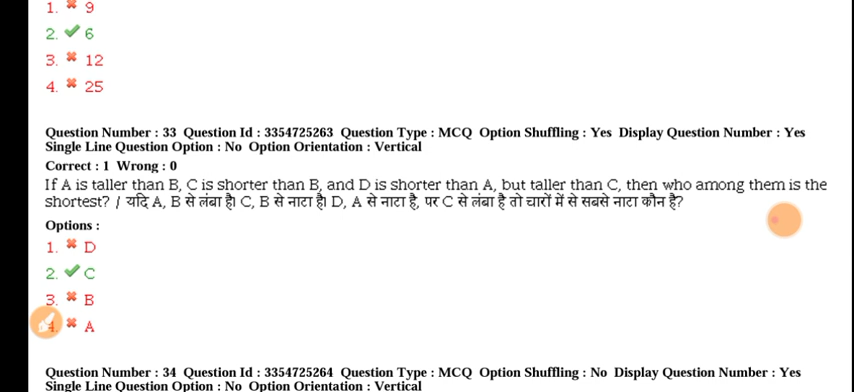 1. 9
2. 6
3. 12
4. 25
Question Number : 33 Question Id : 3354725263 Question Type : MCQ Option Shuffling : Yes Display Question Number : Yes
Single Line Question Option : No Option Orientation : Vertical
Correct : 1 Wrong : 0
If A is taller than B, C is shorter than B, and D is shorter than A, but taller than C, then who among them is the
shortest? / यदि A, B से लंबा है। C, B से नाटा है। D, A से नाटा है, पर C से लंबा है तो चारों में से सबसे नाटा कौन है?
Options :
1. D
2. C
3. B
4. A
Question Number : 34 Question Id : 3354725264 Question Type : MCQ Option Shuffling : No Display Question Number : Yes
Single Line Question Option : No Option Orientation : Vertical